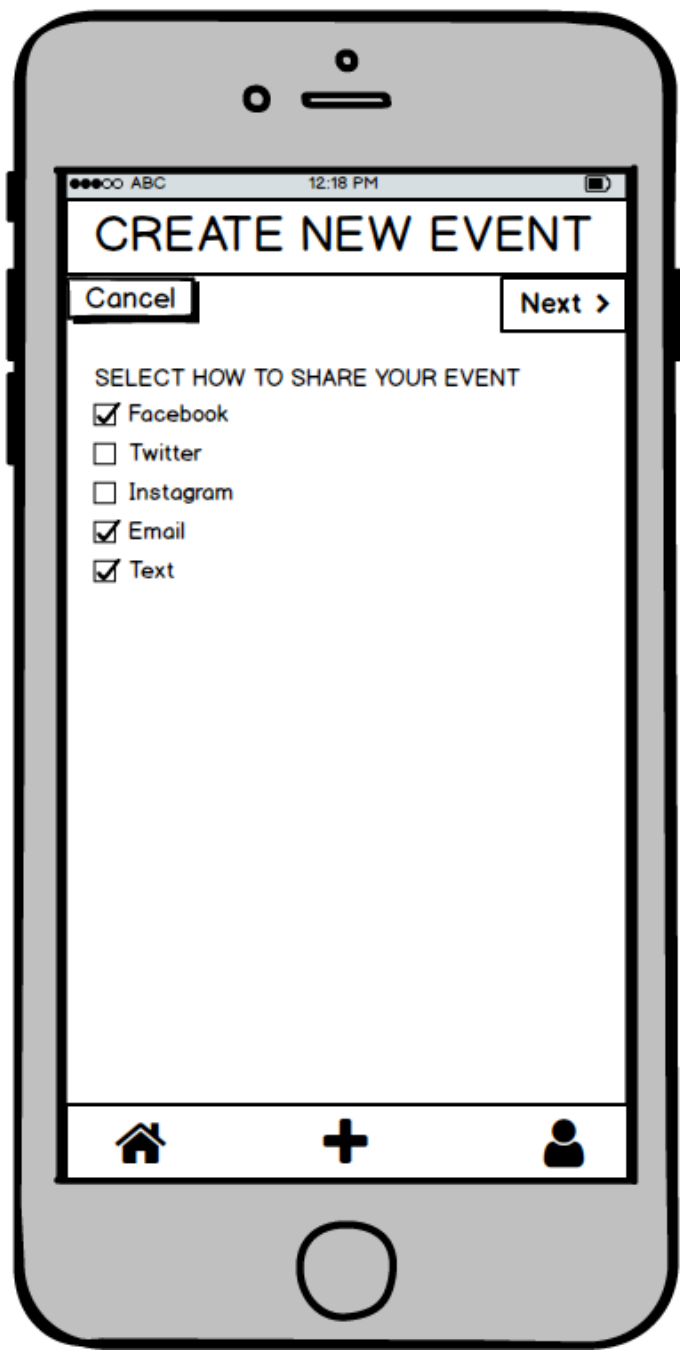 ABC 12:18 PM
CREATE NEW EVENT
Cancel Next >
SELECT HOW TO SHARE YOUR EVENT
Facebook
Twitter
Instagram
Email
Text